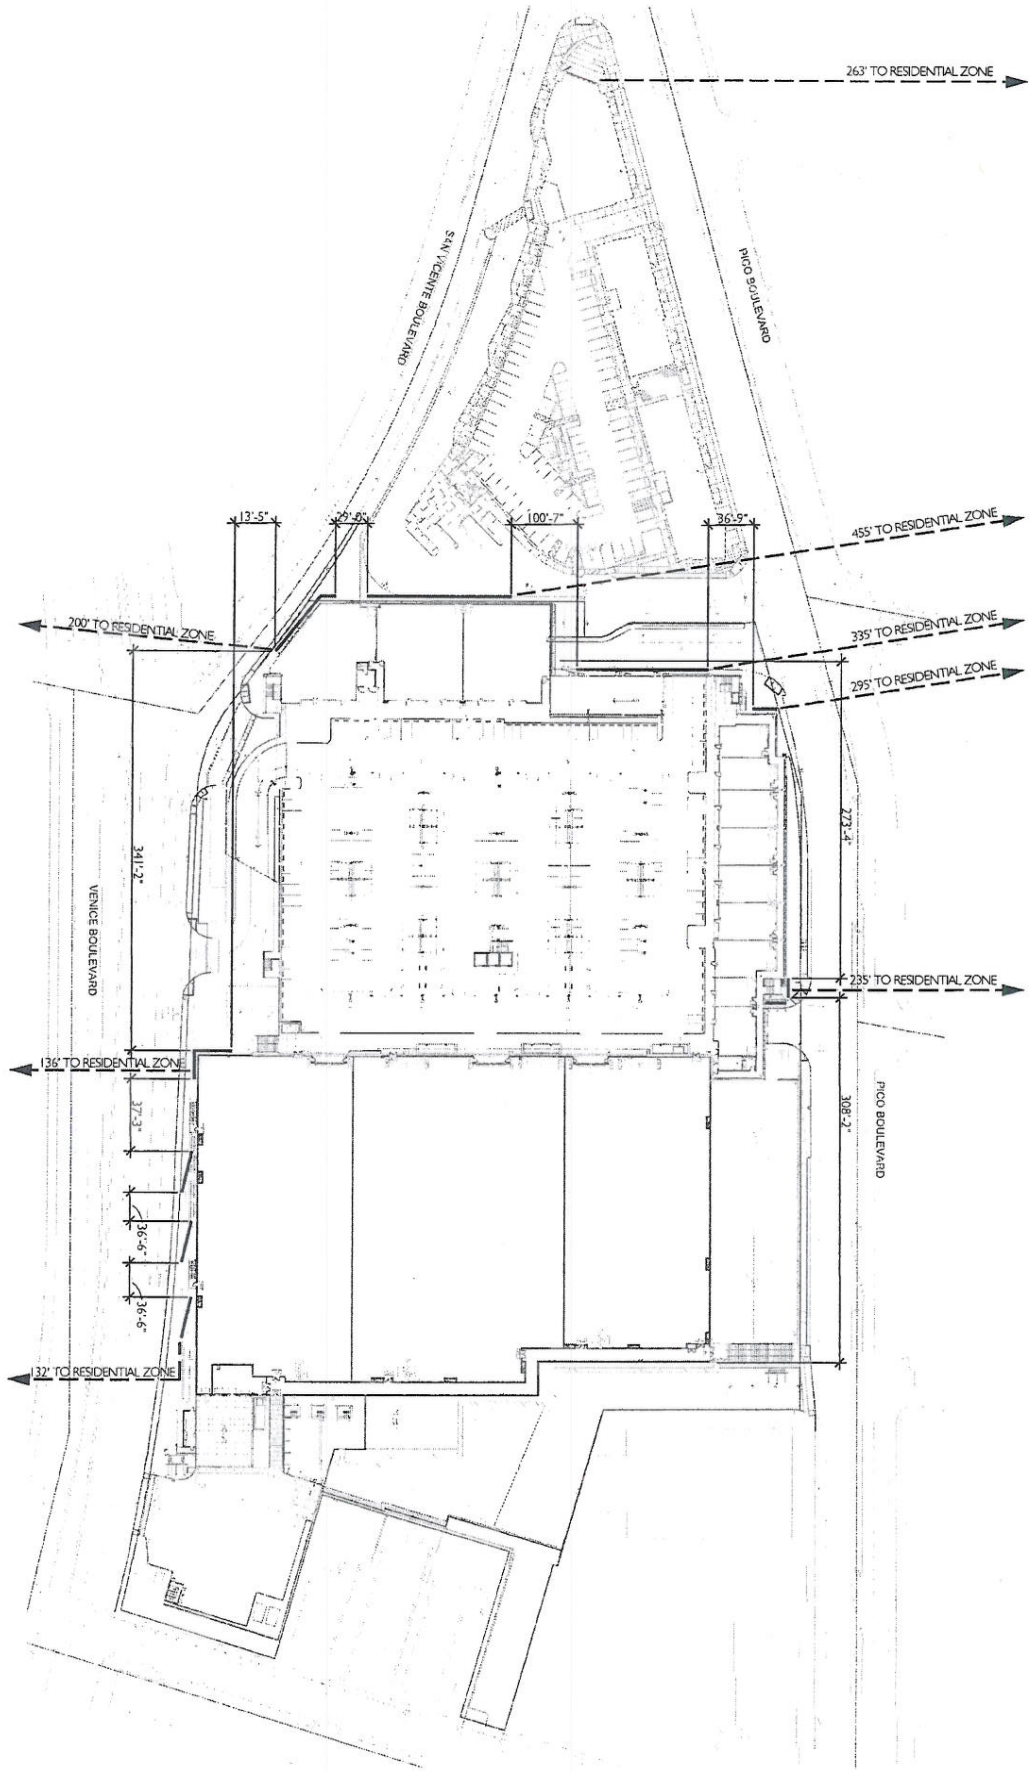 263' TO RESIDENTIAL ZONE
SAN VICENTE BOULEVARD
PICO BOULEVARD
13'-5"
29'-0"
100'-7"
36'-9"
455' TO RESIDENTIAL ZONE
200' TO RESIDENTIAL ZONE
335' TO RESIDENTIAL ZONE
295' TO RESIDENTIAL ZONE
273'-4"
341'-2"
VENICE BOULEVARD
235' TO RESIDENTIAL ZONE
136' TO RESIDENTIAL ZONE
37'-3"
308'-2"
PICO BOULEVARD
36'-6"
36'-6"
132' TO RESIDENTIAL ZONE